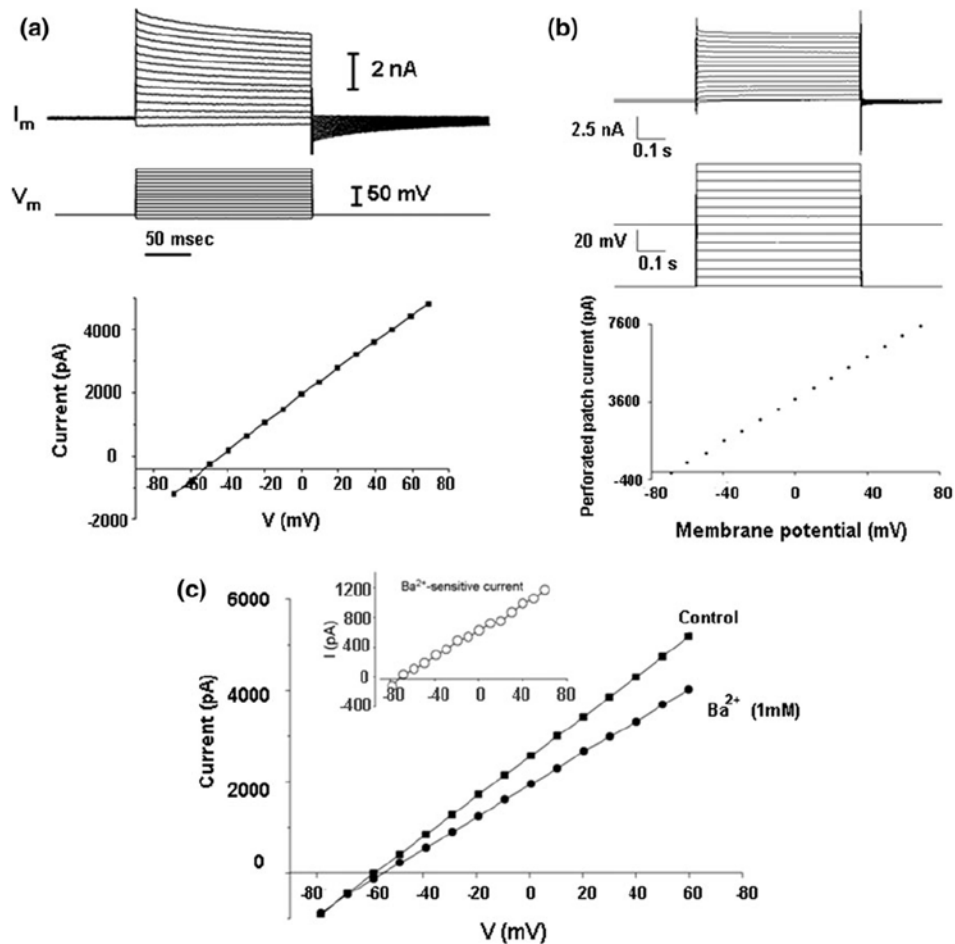 (a)
2 nA
Im
Vm
50 mV
50 msec
4000
2000
0
-2000
Current (pA)
-80 -60 -40 -20 0 20 40 60 80
V (mV)
(b)
2.5 nA
0.1 s
20 mV
0.1 s
7600
3600
-400
Perforated patch current (pA)
-80 -40 0 40 80
Membrane potential (mV)
(c)
6000
4000
2000
0
Current (pA)
-80 -60 -40 -20 0 20 40 60 80
V (mV)
1200
800
400
0
400
I (pA)
Ba2+-sensitive current
-80 -40 0 40 80
Control
Ba2+ (1mM)